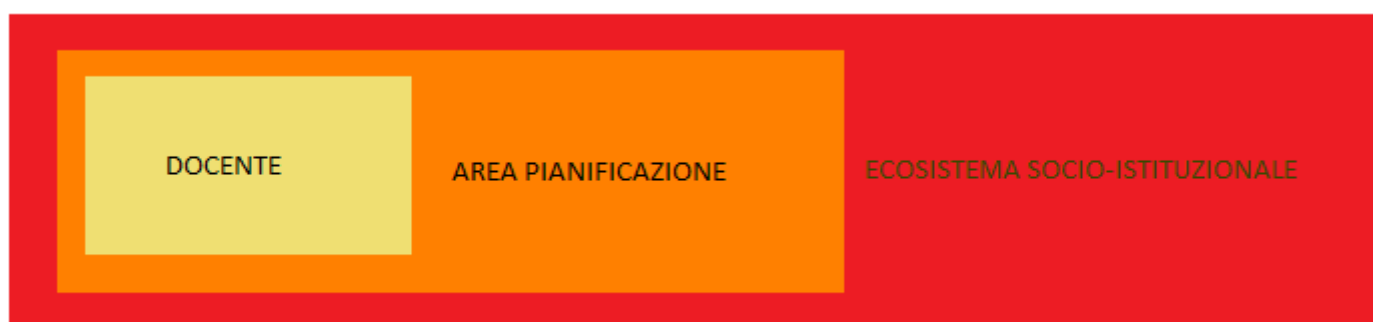 DOCENTE
AREA PIANIFICAZIONE
ECOSISTEMA SOCIO-ISTITUZIONALE